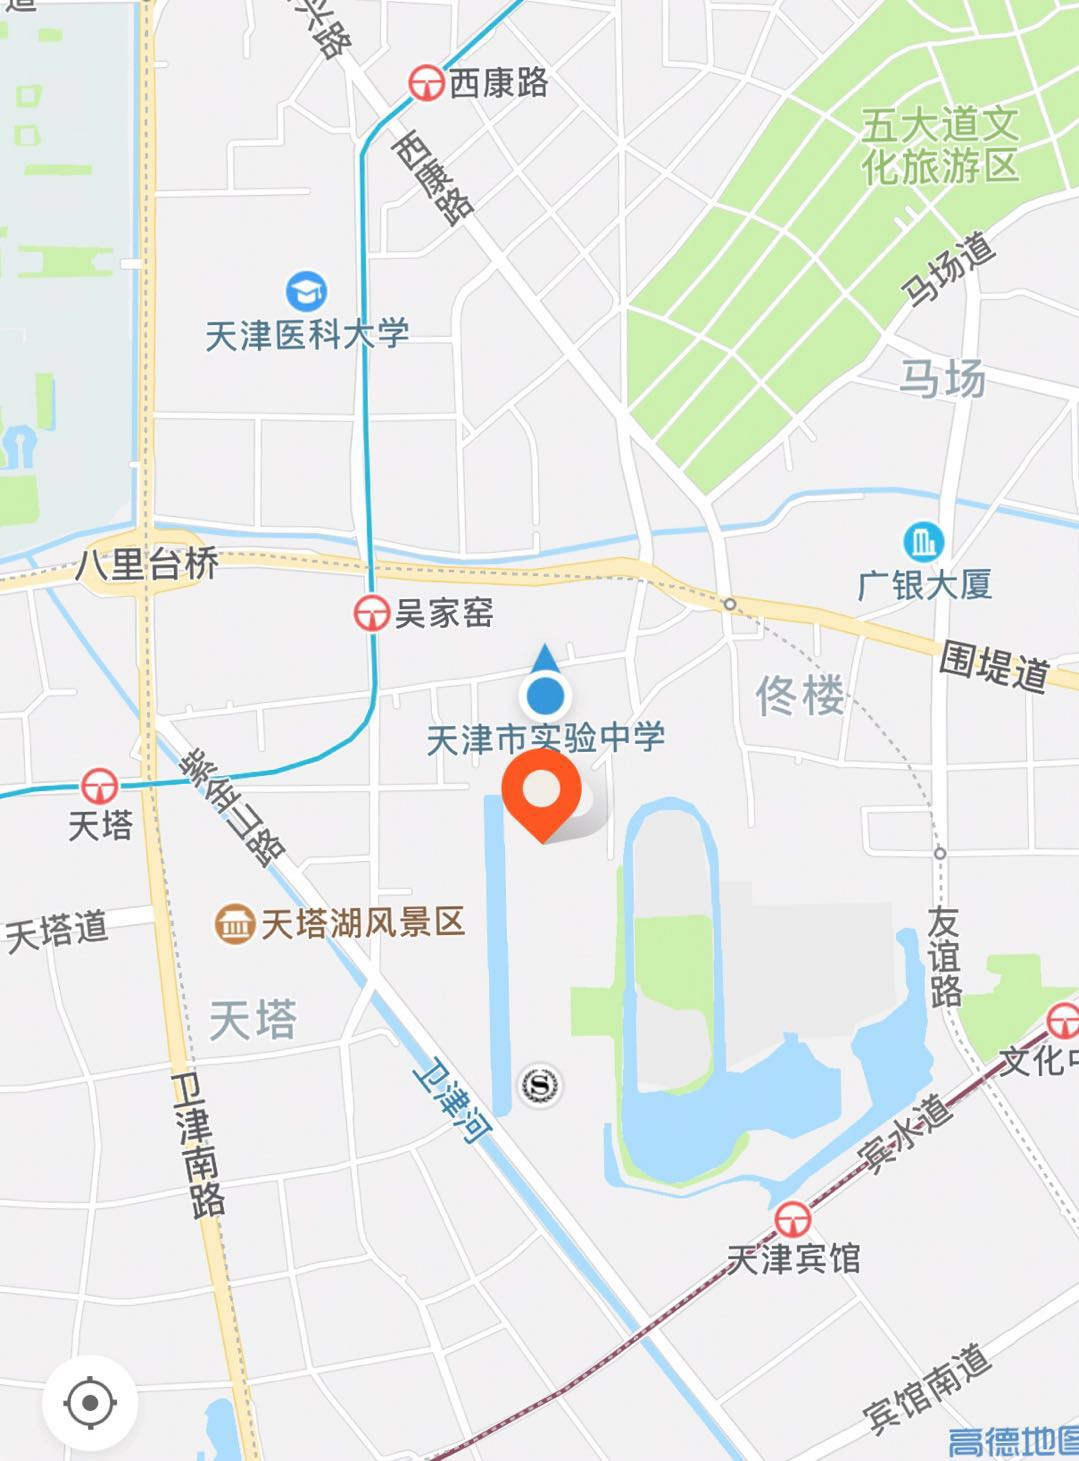 道
兴路
西康路
西康路
五大道文
化旅游区
马场道
天津医科大学
马场
八里台桥
广银大厦
吴家窑
围堤道
佟楼
天津市实验中学
紫金山路
天塔
天塔道
天塔湖风景区
友谊路
天塔
文化中
卫津南路
卫津河
S
宾水道
天津宾馆
宾馆南道
高德地图